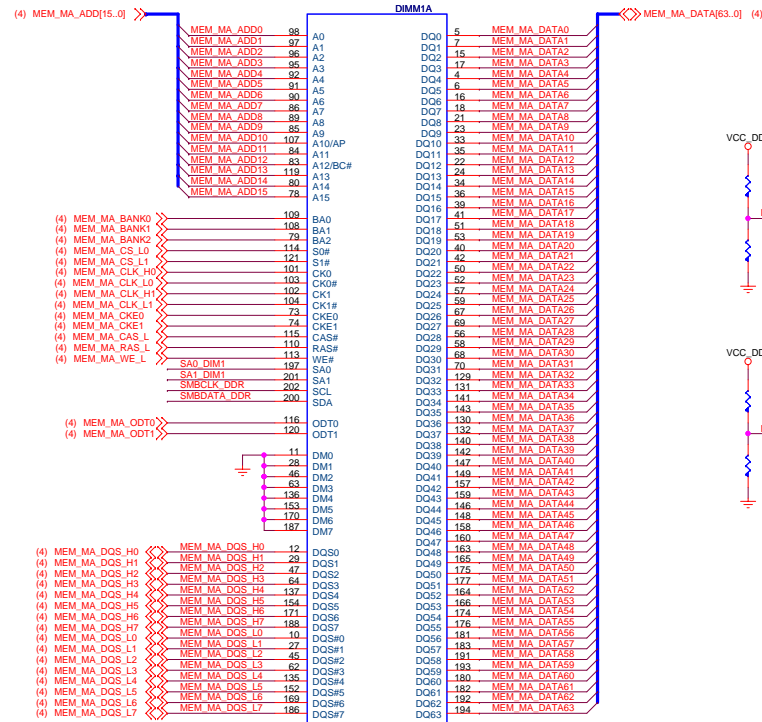 DIMM1A
(4) MEM_MA_ADD[15..0]
MEM_MA_ADD0 98 A0
MEM_MA_ADD1 97 A1
MEM_MA_ADD2 96 A2
MEM_MA_ADD3 95 A3
MEM_MA_ADD4 92 A4
MEM_MA_ADD5 91 A5
MEM_MA_ADD6 90 A6
MEM_MA_ADD7 86 A7
MEM_MA_ADD8 89 A8
MEM_MA_ADD9 85 A9
MEM_MA_ADD10 107 A10/AP
MEM_MA_ADD11 84 A11
MEM_MA_ADD12 83 A12/BC#
MEM_MA_ADD13 119 A13
MEM_MA_ADD14 80 A14
MEM_MA_ADD15 78 A15
(4) MEM_MA_BANK0 109 BA0
(4) MEM_MA_BANK1 108 BA1
(4) MEM_MA_BANK2 79 BA2
(4) MEM_MA_CS_L0 114 S0#
(4) MEM_MA_CS_L1 121 S1#
(4) MEM_MA_CLK_H0 101 CK0
(4) MEM_MA_CLK_L0 103 CK0#
(4) MEM_MA_CLK_H1 102 CK1
(4) MEM_MA_CLK_L1 104 CK1#
(4) MEM_MA_CKE0 73 CKE0
(4) MEM_MA_CKE1 74 CKE1
(4) MEM_MA_CAS_L 115 CAS#
(4) MEM_MA_RAS_L 110 RAS#
(4) MEM_MA_WE_L 113 WE#
SA0_DIM1 197 SA0
SA1_DIM1 201 SA1
SMBCLK_DDR 202 SCL
SMBDATA_DDR 200 SDA
(4) MEM_MA_ODT0 116 ODT0
(4) MEM_MA_ODT1 120 ODT1
11 DM0
28 DM1
46 DM2
63 DM3
136 DM4
153 DM5
170 DM6
187 DM7
(4) MEM_MA_DQS_H0 MEM_MA_DQS_H0 12 DQS0
(4) MEM_MA_DQS_H1 MEM_MA_DQS_H1 29 DQS1
(4) MEM_MA_DQS_H2 MEM_MA_DQS_H2 47 DQS2
(4) MEM_MA_DQS_H3 MEM_MA_DQS_H3 64 DQS3
(4) MEM_MA_DQS_H4 MEM_MA_DQS_H4 137 DQS4
(4) MEM_MA_DQS_H5 MEM_MA_DQS_H5 154 DQS5
(4) MEM_MA_DQS_H6 MEM_MA_DQS_H6 171 DQS6
(4) MEM_MA_DQS_H7 MEM_MA_DQS_H7 188 DQS7
(4) MEM_MA_DQS_L0 MEM_MA_DQS_L0 10 DQS#0
(4) MEM_MA_DQS_L1 MEM_MA_DQS_L1 27 DQS#1
(4) MEM_MA_DQS_L2 MEM_MA_DQS_L2 45 DQS#2
(4) MEM_MA_DQS_L3 MEM_MA_DQS_L3 62 DQS#3
(4) MEM_MA_DQS_L4 MEM_MA_DQS_L4 135 DQS#4
(4) MEM_MA_DQS_L5 MEM_MA_DQS_L5 152 DQS#5
(4) MEM_MA_DQS_L6 MEM_MA_DQS_L6 169 DQS#6
(4) MEM_MA_DQS_L7 MEM_MA_DQS_L7 186 DQS#7
MEM_MA_DATA[63..0] (4)
DQ0 5 MEM_MA_DATA0
DQ1 7 MEM_MA_DATA1
DQ2 15 MEM_MA_DATA2
DQ3 17 MEM_MA_DATA3
DQ4 4 MEM_MA_DATA4
DQ5 6 MEM_MA_DATA5
DQ6 16 MEM_MA_DATA6
DQ7 18 MEM_MA_DATA7
DQ8 21 MEM_MA_DATA8
DQ9 23 MEM_MA_DATA9
DQ10 33 MEM_MA_DATA10
DQ11 35 MEM_MA_DATA11
DQ12 22 MEM_MA_DATA12
DQ13 24 MEM_MA_DATA13
DQ14 34 MEM_MA_DATA14
DQ15 36 MEM_MA_DATA15
DQ16 39 MEM_MA_DATA16
DQ17 41 MEM_MA_DATA17
DQ18 51 MEM_MA_DATA18
DQ19 53 MEM_MA_DATA19
DQ20 40 MEM_MA_DATA20
DQ21 42 MEM_MA_DATA21
DQ22 50 MEM_MA_DATA22
DQ23 52 MEM_MA_DATA23
DQ24 57 MEM_MA_DATA24
DQ25 59 MEM_MA_DATA25
DQ26 67 MEM_MA_DATA26
DQ27 69 MEM_MA_DATA27
DQ28 56 MEM_MA_DATA28
DQ29 58 MEM_MA_DATA29
DQ30 68 MEM_MA_DATA30
DQ31 70 MEM_MA_DATA31
DQ32 129 MEM_MA_DATA32
DQ33 131 MEM_MA_DATA33
DQ34 141 MEM_MA_DATA34
DQ35 143 MEM_MA_DATA35
DQ36 130 MEM_MA_DATA36
DQ37 132 MEM_MA_DATA37
DQ38 140 MEM_MA_DATA38
DQ39 142 MEM_MA_DATA39
DQ40 147 MEM_MA_DATA40
DQ41 149 MEM_MA_DATA41
DQ42 157 MEM_MA_DATA42
DQ43 159 MEM_MA_DATA43
DQ44 146 MEM_MA_DATA44
DQ45 148 MEM_MA_DATA45
DQ46 158 MEM_MA_DATA46
DQ47 160 MEM_MA_DATA47
DQ48 163 MEM_MA_DATA48
DQ49 165 MEM_MA_DATA49
DQ50 175 MEM_MA_DATA50
DQ51 177 MEM_MA_DATA51
DQ52 164 MEM_MA_DATA52
DQ53 166 MEM_MA_DATA53
DQ54 174 MEM_MA_DATA54
DQ55 176 MEM_MA_DATA55
DQ56 181 MEM_MA_DATA56
DQ57 183 MEM_MA_DATA57
DQ58 191 MEM_MA_DATA58
DQ59 193 MEM_MA_DATA59
DQ60 180 MEM_MA_DATA60
DQ61 182 MEM_MA_DATA61
DQ62 192 MEM_MA_DATA62
DQ63 194 MEM_MA_DATA63